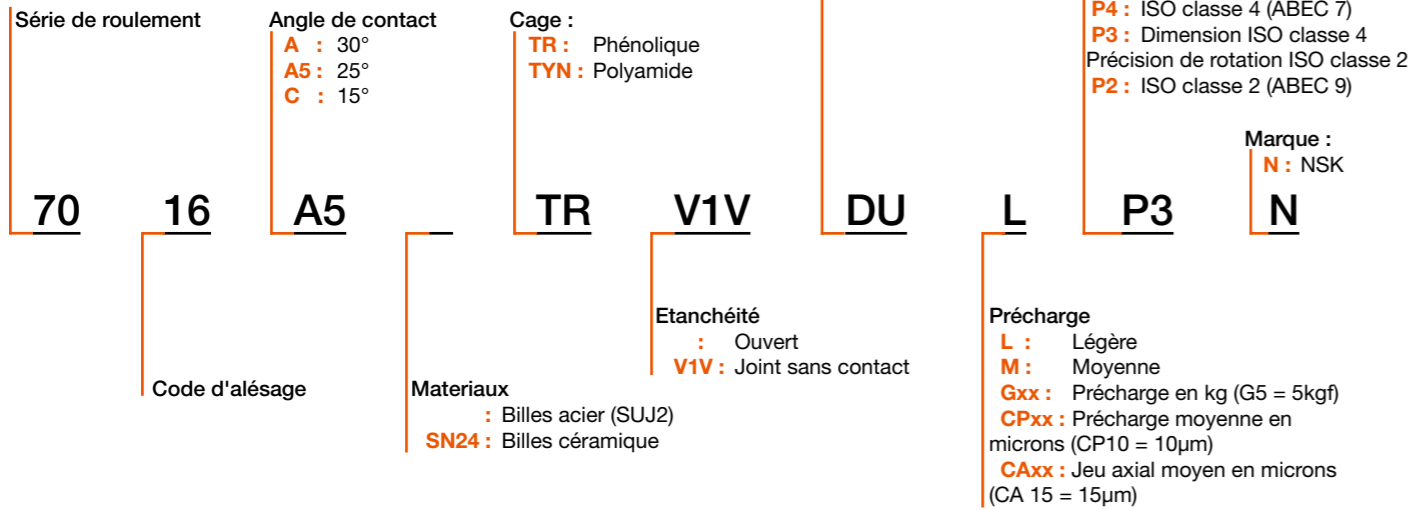 Série de roulement
Angle de contact
A : 30°
A5 : 25°
C : 15°
Cage :
TR : Phénolique
TYN : Polyamide
P4 : ISO classe 4 (ABEC 7)
P3 : Dimension ISO classe 4
Précision de rotation ISO classe 2
P2 : ISO classe 2 (ABEC 9)
Marque :
N : NSK
70 16 A5 TR V1V DU L P3 N
Code d'alésage
Materiaux
: Billes acier (SUJ2)
SN24 : Billes céramique
Etanchéité
: Ouvert
V1V : Joint sans contact
Précharge
L : Légère
M : Moyenne
Gxx : Précharge en kg (G5 = 5kgf)
CPxx : Précharge moyenne en
microns (CP10 = 10µm)
CAxx : Jeu axial moyen en microns
(CA 15 = 15µm)